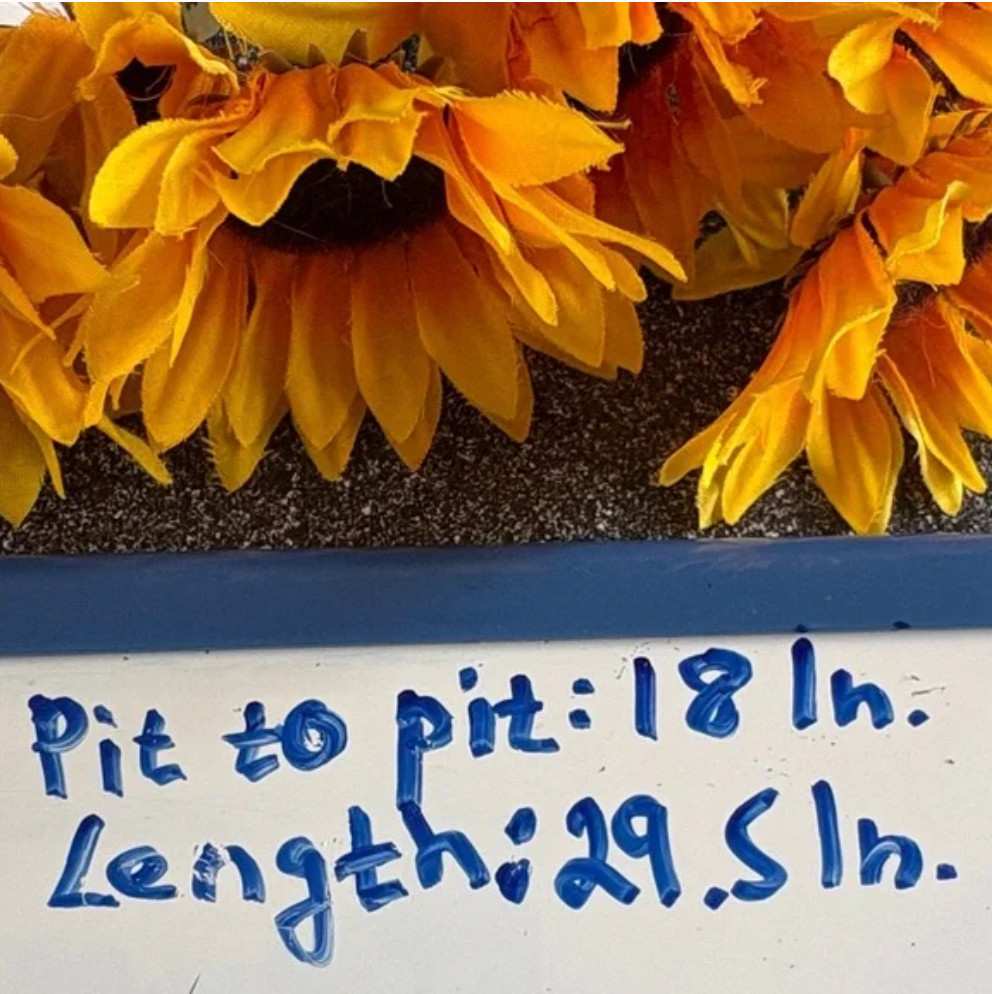 Pit to pit: 18 In.
Length: 29.5 In.